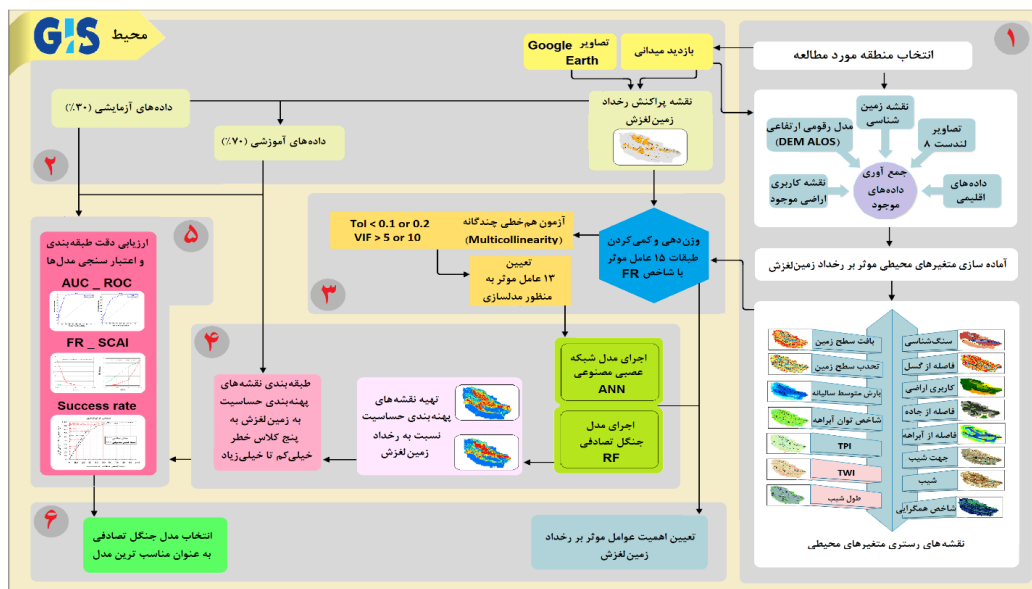 محیط GIS
۱
انتخاب منطقه مورد مطالعه
نقشه زمین
شناسی
مدل رقومی ارتفاعی
(DEM ALOS)
تصاویر
لندست ۸
نقشه کاربری
اراضی موجود
جمع آوری
داده‌های
موجود
داده‌های
اقلیمی
آماده سازی متغیرهای محیطی موثر بر رخداد زمین‌لغزش
سنگ‌شناسی
فاصله از گسل
کاربری اراضی
فاصله از جاده
فاصله از آبراهه
جهت شیب
شیب
شاخص همگرایی
بافت سطح زمین
تحدب سطح زمین
بارش متوسط سالیانه
شاخص توان آبراهه
TPI
TWI
طول شیب
نقشه های رستری متغیرهای محیطی
۲
بازدید میدانی
تصاویر Google
Earth
نقشه پراکنش رخداد
زمین‌لغزش
داده‌های آموزشی (۷۰٪)
داده‌های آزمایشی (۳۰٪)
۳
وزن‌دهی و کمی‌کردن
طبقات ۱۵ عامل موثر
با شاخص FR
آزمون هم‌خطی چندگانه
(Multicollinearity)
Tol < 0.1 or 0.2
VIF > 5 or 10
تعیین
۱۳ عامل موثر به
منظور مدلسازی
۴
اجرای مدل شبکه
عصبی مصنوعی
ANN
اجرای مدل
جنگل تصادفی
RF
تهیه نقشه‌های
پهنه‌بندی حساسیت
نسبت به رخداد
زمین‌لغزش
طبقه‌بندی نقشه‌های
پهنه‌بندی حساسیت
به زمین‌لغزش به
پنج کلاس خطر
خیلی‌کم تا خیلی‌زیاد
۵
ارزیابی دقت طبقه‌بندی
و اعتبار سنجی مدل‌ها
AUC _ ROC
FR _ SCAI
Success rate
۶
تعیین اهمیت عوامل موثر بر رخداد
زمین‌لغزش
انتخاب مدل جنگل تصادفی
به عنوان مناسب ترین مدل